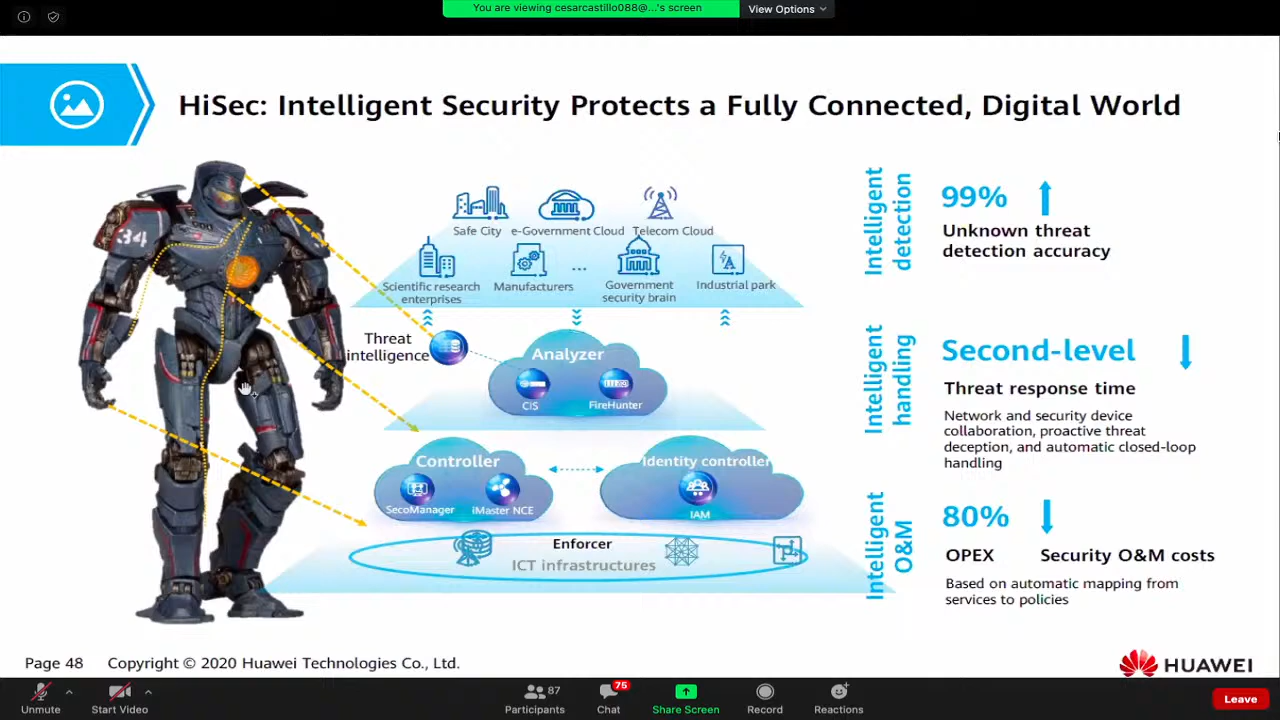 You are viewing cesarcastillo088@...'s screen
View Options
HiSec: Intelligent Security Protects a Fully Connected, Digital World
34
Safe City
e-Government Cloud
Telecom Cloud
Scientific research
enterprises
Manufacturers
...
Government
security brain
Industrial park
Threat
intelligence
Analyzer
CIS
FireHunter
Controller
SecoManager
iMaster NCE
Identity controller
IAM
Enforcer
ICT infrastructures
Intelligent
detection
99%
Unknown threat
detection accuracy
Intelligent
handling
Second-level
Threat response time
Network and security device
collaboration, proactive threat
deception, and automatic closed-loop
handling
Intelligent
O&M
80%
OPEX
Security O&M costs
Based on automatic mapping from
services to policies
Page 48
Copyright © 2020 Huawei Technologies Co., Ltd.
HUAWEI
Unmute
Start Video
87
Participants
75
Chat
Share Screen
Record
Reactions
Leave